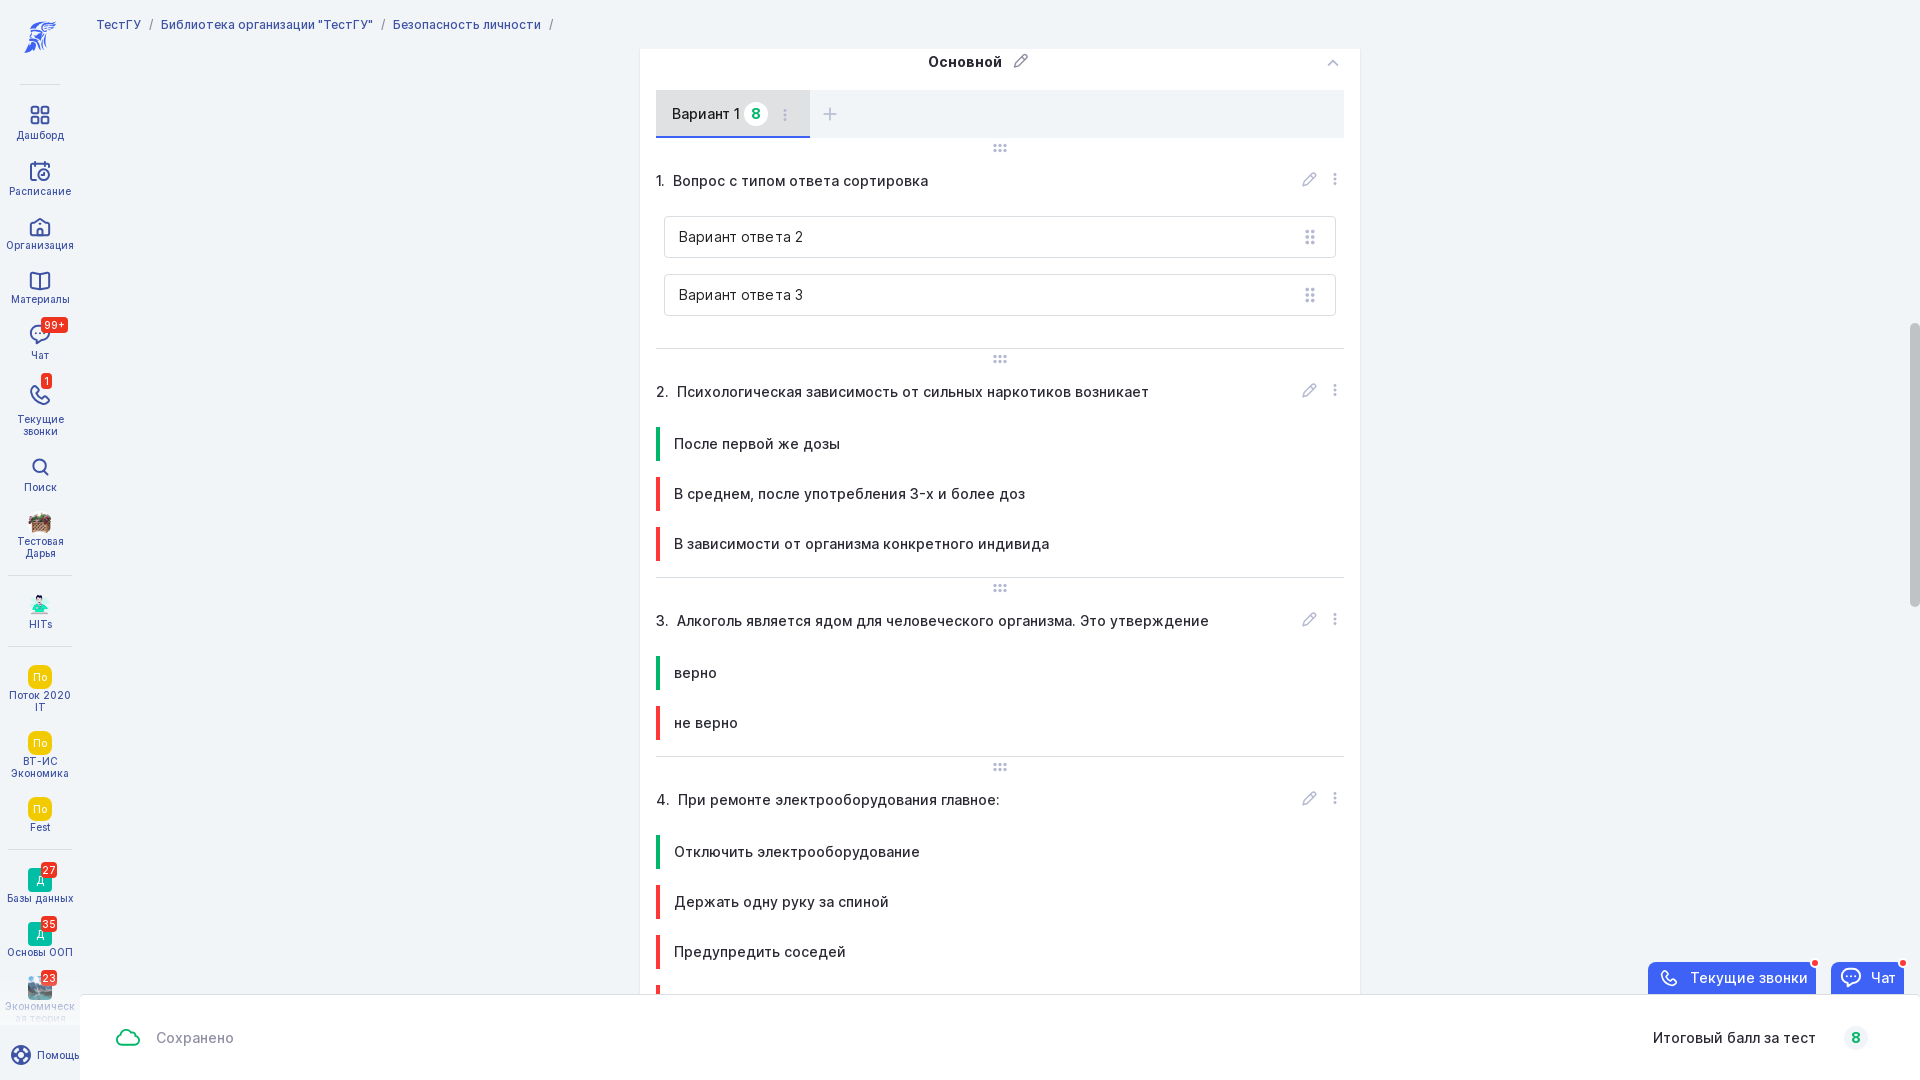 ТестГУ / Библиотека организации "ТестГУ" / Безопасность личности /
Дашборд
Расписание
Организация
Материалы
99+
Чат
1
Текущие
звонки
Поиск
Тестовая
Дарья
HITs
По
Поток 2020
IT
По
ВТ-ИС
Экономика
По
Fest
27
Д
Базы данных
35
Д
Основы ООП
23
Экономическ
ая теория
Помощь
Основной
Вариант 1 8
1. Вопрос с типом ответа сортировка
Вариант ответа 2
Вариант ответа 3
2. Психологическая зависимость от сильных наркотиков возникает
После первой же дозы
В среднем, после употребления 3-х и более доз
В зависимости от организма конкретного индивида
3. Алкоголь является ядом для человеческого организма. Это утверждение
верно
не верно
4. При ремонте электрооборудования главное:
Отключить электрооборудование
Держать одну руку за спиной
Предупредить соседей
Текущие звонки
Чат
Сохранено
Итоговый балл за тест 8